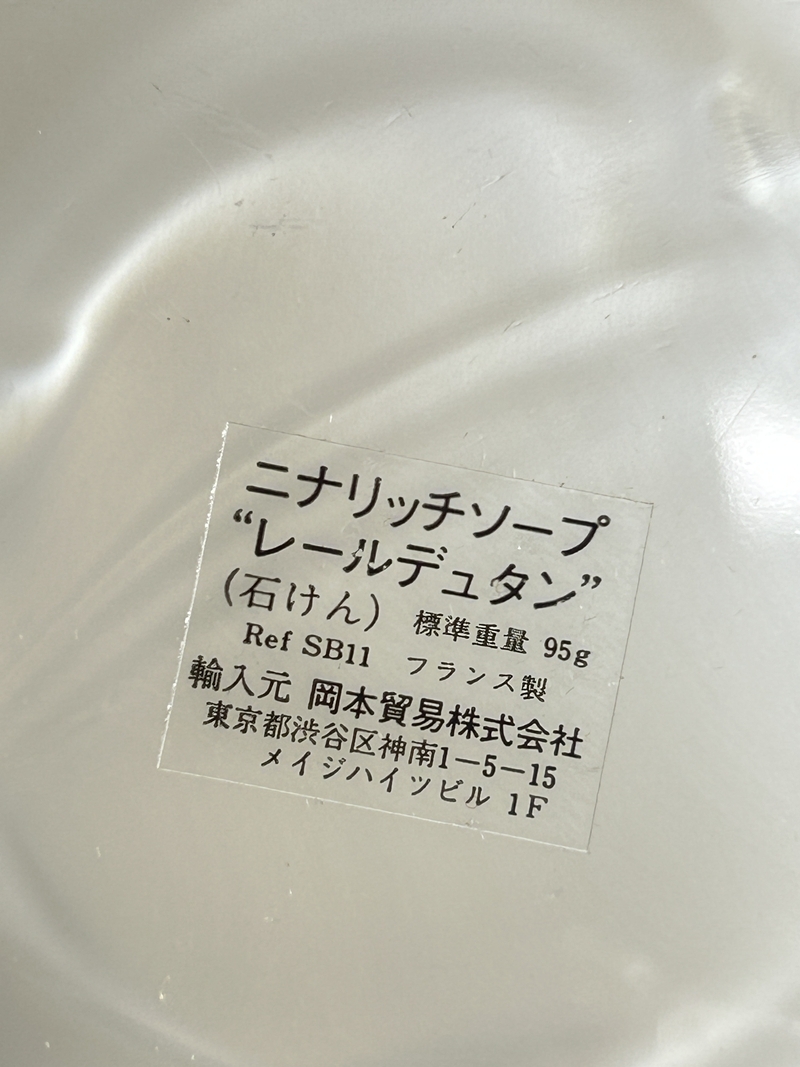 ニナリッチソープ
“レールデュタン”
(石けん) 標準重量 95g
Ref SB11 フランス製
輸入元 岡本貿易株式会社
東京都渋谷区神南1-5-15
メイジハイツビル 1F